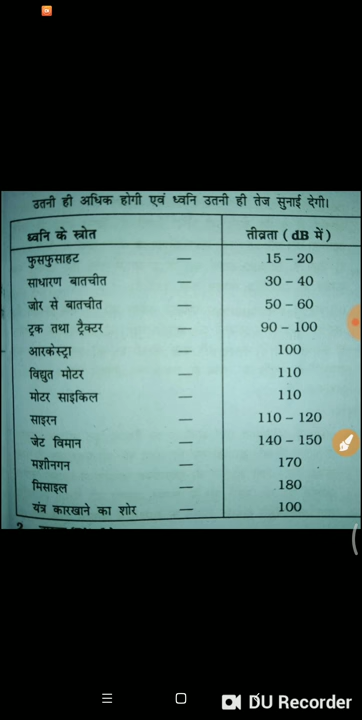 उतनी ही अधिक होगी एवं ध्वनि उतनी ही तेज सुनाई देगी।
ध्वनि के स्त्रोत तीव्रता ( dB में )
फुसफुसाहट — 15 – 20
साधारण बातचीत — 30 – 40
जोर से बातचीत — 50 – 60
ट्रक तथा ट्रैक्टर — 90 – 100
आरकेस्ट्रा — 100
विद्युत मोटर — 110
मोटर साइकिल — 110
साइरन — 110 – 120
जेट विमान — 140 – 150
मशीनगन — 170
मिसाइल — 180
यंत्र कारखाने का शोर — 100
DU Recorder